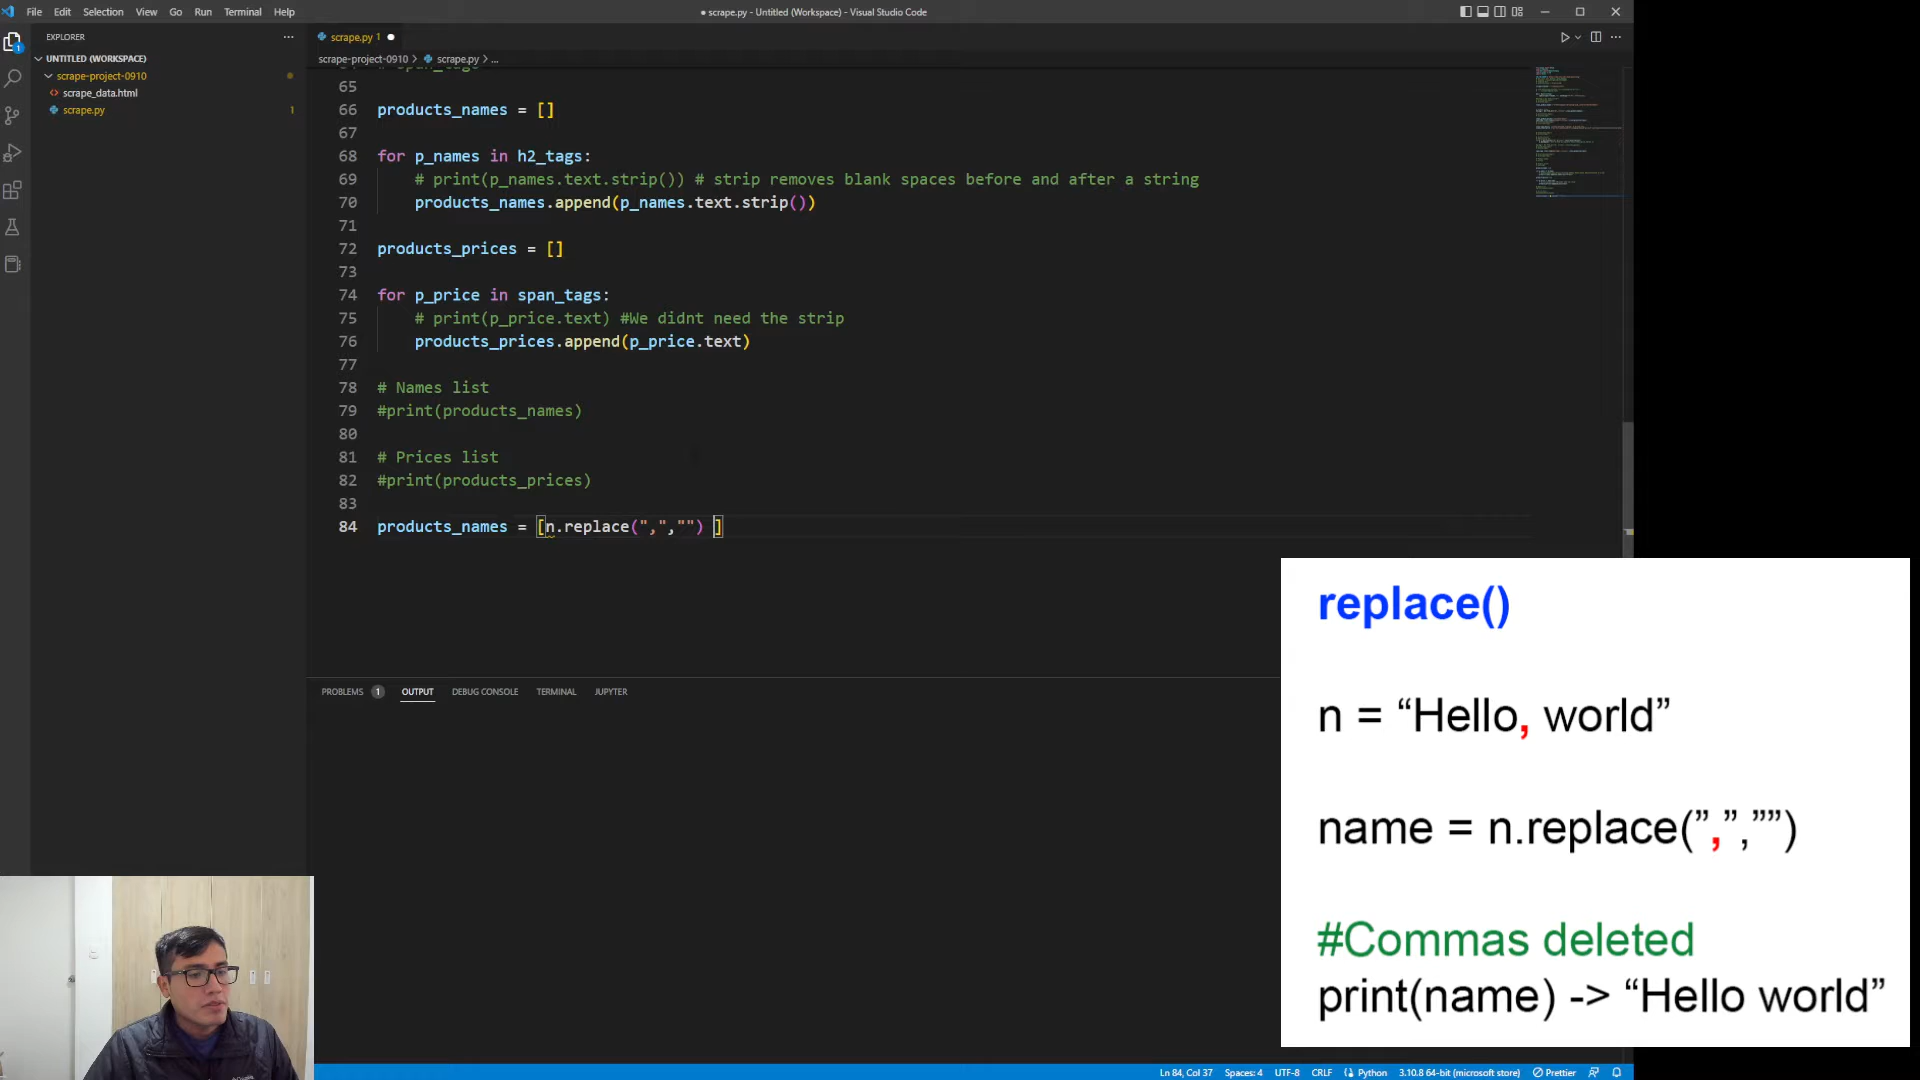 File Edit Selection View Go Run Terminal Help
● scrape.py - Untitled (Workspace) - Visual Studio Code
EXPLORER
UNTITLED (WORKSPACE)
scrape-project-0910
scrape_data.html
scrape.py 1
scrape.py 1
scrape-project-0910 > scrape.py > ...
65
66 products_names = []
67
68 for p_names in h2_tags:
69 # print(p_names.text.strip()) # strip removes blank spaces before and after a string
70 products_names.append(p_names.text.strip())
71
72 products_prices = []
73
74 for p_price in span_tags:
75 # print(p_price.text) #We didnt need the strip
76 products_prices.append(p_price.text)
77
78 # Names list
79 #print(products_names)
80
81 # Prices list
82 #print(products_prices)
83
84 products_names = [n.replace(",","") ]
PROBLEMS 1 OUTPUT DEBUG CONSOLE TERMINAL JUPYTER
replace()
n = “Hello, world”
name = n.replace(”,”,””)
#Commas deleted
print(name) -> “Hello world”
Ln 84, Col 37 Spaces: 4 UTF-8 CRLF Python 3.10.8 64-bit (microsoft store) Prettier